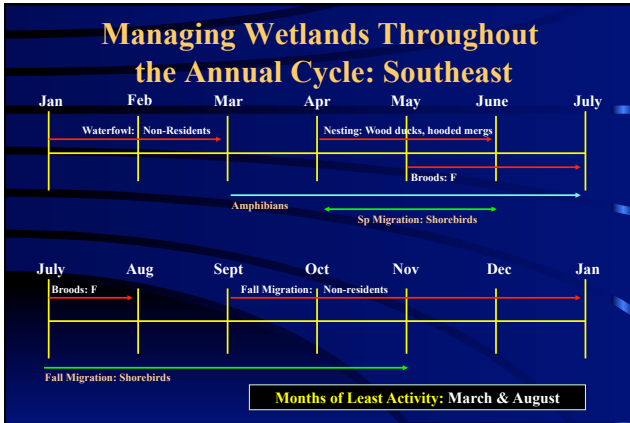 Managing Wetlands Throughout
the Annual Cycle: Southeast
Jan Feb Mar Apr May June July
Waterfowl: Non-Residents Nesting: Wood ducks, hooded mergs
Broods: F
Amphibians
Sp Migration: Shorebirds
July Aug Sept Oct Nov Dec Jan
Broods: F Fall Migration: Non-residents
Fall Migration: Shorebirds
Months of Least Activity: March & August